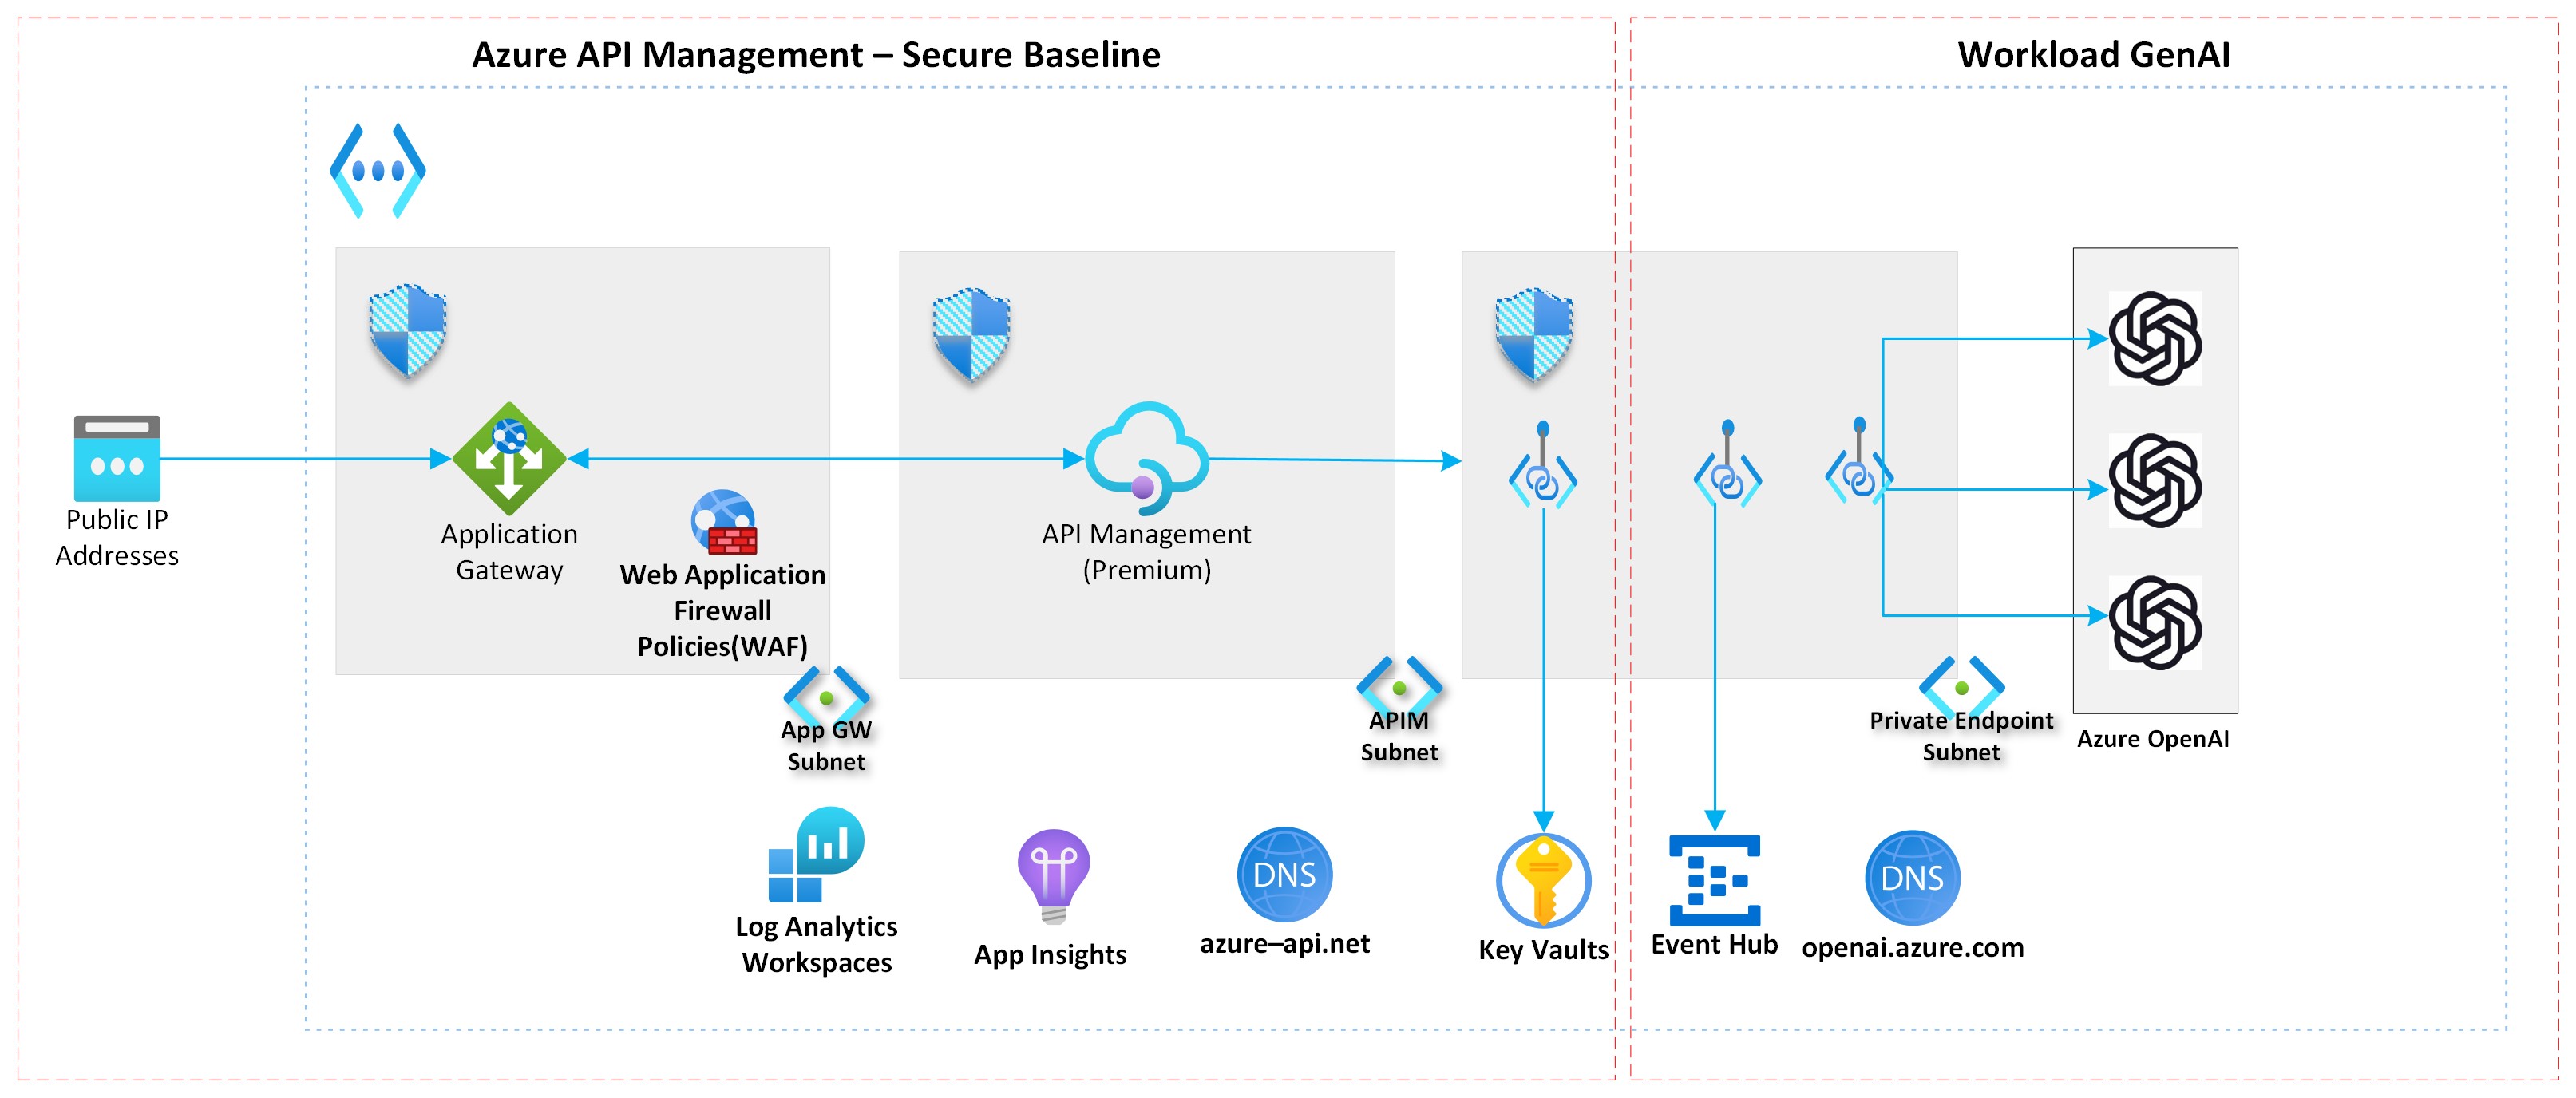 Azure API Management – Secure Baseline
Workload GenAI
Public IP
Addresses
Application
Gateway
Web Application
Firewall
Policies(WAF)
App GW
Subnet
API Management
(Premium)
APIM
Subnet
Private Endpoint
Subnet
Azure OpenAI
Log Analytics
Workspaces
App Insights
DNS
azure–api.net
Key Vaults
Event Hub
DNS
openai.azure.com